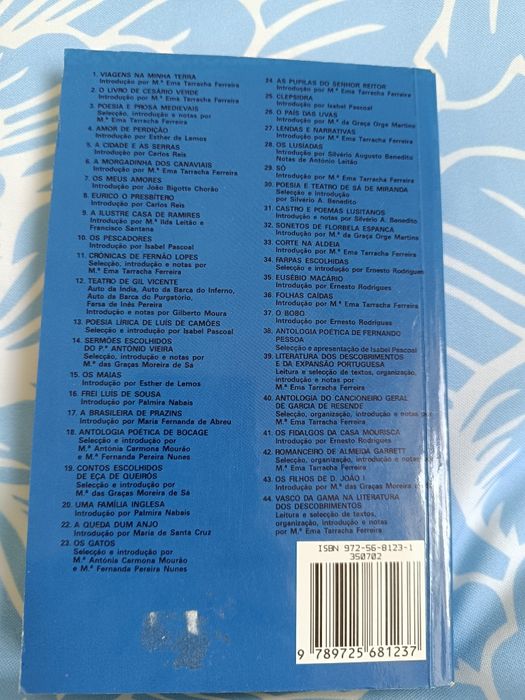 1. VIAGENS NA MINHA TERRA
Introdução por M.ª Ema Tarracha Ferreira
2. O LIVRO DE CESÁRIO VERDE
Introdução por M.ª Ema Tarracha Ferreira
3. POESIA E PROSA MEDIEVAIS
Selecção, introdução e notas por
M.ª Ema Tarracha Ferreira
4. AMOR DE PERDIÇÃO
Introdução por Esther de Lemos
5. A CIDADE E AS SERRAS
Introdução por Carlos Reis
6. A MORGADINHA DOS CANAVIAIS
Introdução por M.ª Ema Tarracha Ferreira
7. OS MEUS AMORES
Introdução por João Bigotte Chorão
8. EURICO O PRESBÍTERO
Introdução por Carlos Reis
9. A ILUSTRE CASA DE RAMIRES
Introdução por M.ª Ilda Leitão e
Francisco Santana
10. OS PESCADORES
Introdução por Isabel Pascoal
11. CRÓNICAS DE FERNÃO LOPES
Selecção, introdução e notas por
M.ª Ema Tarracha Ferreira
12. TEATRO DE GIL VICENTE
Auto da Índia, Auto da Barca do Inferno,
Auto da Barca do Purgatório,
Farsa de Inês Pereira
Introdução e notas por Gilberto Moura
13. POESIA LÍRICA DE LUÍS DE CAMÕES
Selecção e introdução por Isabel Pascoal
14. SERMÕES ESCOLHIDOS
DO P.ª ANTÓNIO VIEIRA
Selecção, introdução e notas por
M.ª das Graças Moreira de Sá
15. OS MAIAS
Introdução por Esther de Lemos
16. FREI LUÍS DE SOUSA
Introdução por Palmira Nabais
17. A BRASILEIRA DE PRAZINS
Introdução por Maria Fernanda de Abreu
18. ANTOLOGIA POÉTICA DE BOCAGE
Selecção e introdução por
M.ª Antónia Carmona Mourão
e M.ª Fernanda Pereira Nunes
19. CONTOS ESCOLHIDOS
DE EÇA DE QUEIRÓS
Selecção e introdução por
M.ª das Graças Moreira de Sá
20. UMA FAMÍLIA INGLESA
Introdução por Palmira Nabais
22. A QUEDA DUM ANJO
Introdução por Maria de Santa Cruz
23. OS GATOS
Selecção e introdução por
M.ª Antónia Carmona Mourão
e M.ª Fernanda Pereira Nunes
24. AS PUPILAS DO SENHOR REITOR
Introdução por M.ª Ema Tarracha Ferreira
25. CLEPSIDRA
Introdução por Isabel Pascoal
26. O PAÍS DAS UVAS
Introdução por M.ª da Graça Orge Martins
27. LENDAS E NARRATIVAS
Introdução por M.ª Ema Tarracha Ferreira
28. OS LUSÍADAS
Introdução por Silvério Augusto Benedito
Notas de António Leitão
29. SÓ
Introdução por M.ª Ema Tarracha Ferreira
30. POESIA E TEATRO DE SÁ DE MIRANDA
Selecção e introdução
por Silvério A. Benedito
31. CASTRO E POEMAS LUSITANOS
Introdução e notas por Silvério A. Benedito
32. SONETOS DE FLORBELA ESPANCA
Introdução por M.ª da Graça Orge Martins
33. CORTE NA ALDEIA
Introdução por M.ª Ema Tarracha Ferreira
34. FARPAS ESCOLHIDAS
Selecção e introdução por Ernesto Rodrigues
35. EUSÉBIO MACÁRIO
Introdução por Ernesto Rodrigues
36. FOLHAS CAÍDAS
Introdução por M.ª Ema Tarracha Ferreira
37. O BOBO
Introdução por Ernesto Rodrigues
38. ANTOLOGIA POÉTICA DE FERNANDO
PESSOA
Selecção e apresentação de Isabel Pascoal
39. LITERATURA DOS DESCOBRIMENTOS
E DA EXPANSÃO PORTUGUESA
Leitura e selecção de textos, organização,
introdução e notas por
M.ª Ema Tarracha Ferreira
40. ANTOLOGIA DO CANCIONEIRO GERAL
DE GARCIA DE RESENDE
Selecção, organização, introdução e notas por
M.ª Ema Tarracha Ferreira
41. OS FIDALGOS DA CASA MOURISCA
Introdução por Ernesto Rodrigues
42. ROMANCEIRO DE ALMEIDA GARRETT
Selecção, organização, introdução e notas por
M.ª Ema Tarracha Ferreira
43. OS FILHOS DE D. JOÃO I
Introdução por M.ª das Graças Moreira
44. VASCO DA GAMA NA LITERATURA
DOS DESCOBRIMENTOS
Leitura e selecção de textos,
organização, introdução e notas
por M.ª Ema Tarracha Ferreira
ISBN 972-56-8123-1
350702
9 789725 681237